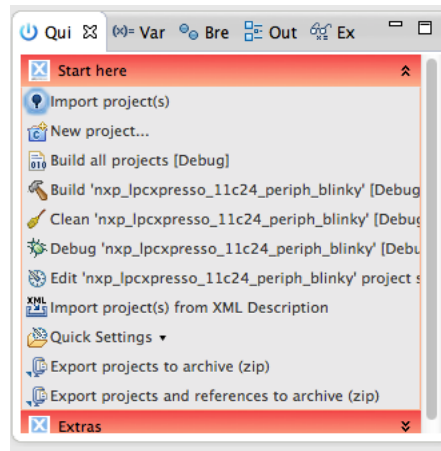 Qui (x)= Var Bre Out Ex
Start here
Import project(s)
New project...
Build all projects [Debug]
Build 'nxp_lpcxpresso_11c24_periph_blinky' [Debug
Clean 'nxp_lpcxpresso_11c24_periph_blinky' [Debug
Debug 'nxp_lpcxpresso_11c24_periph_blinky' [Debu
Edit 'nxp_lpcxpresso_11c24_periph_blinky' project s
XML Import project(s) from XML Description
Quick Settings
Export projects to archive (zip)
Export projects and references to archive (zip)
Extras